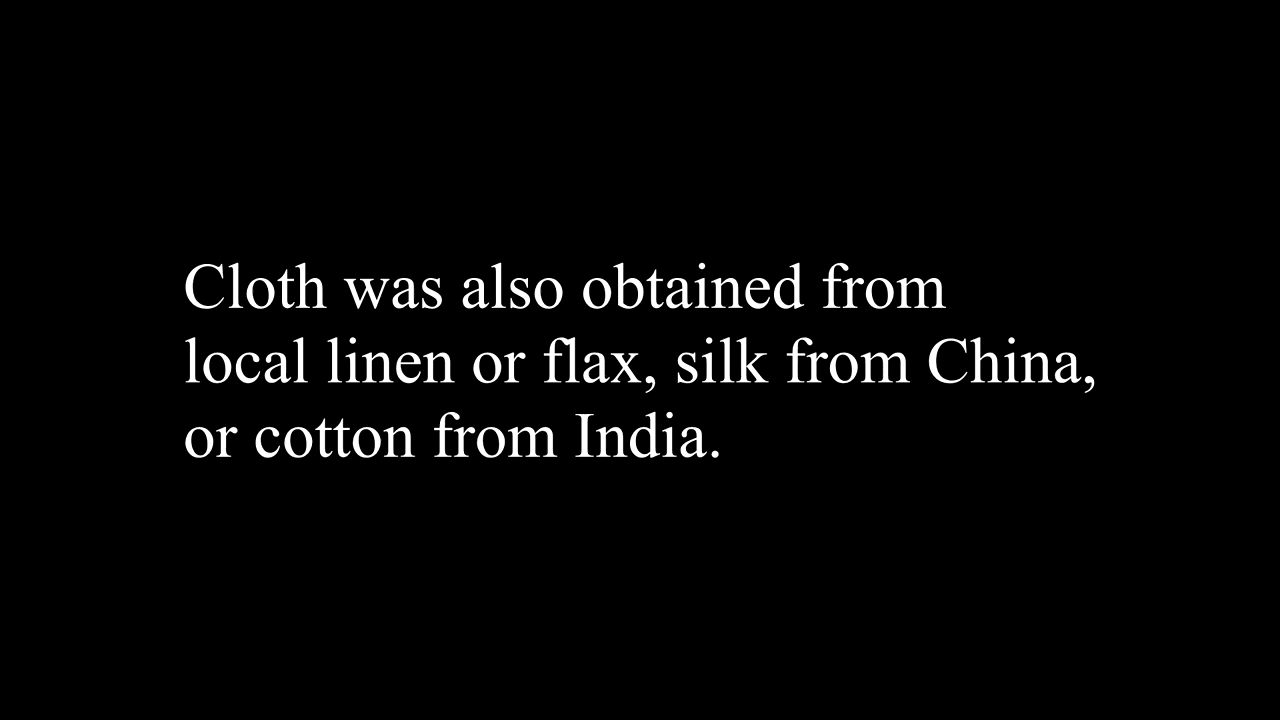 Cloth was also obtained from
local linen or flax, silk from China,
or cotton from India.